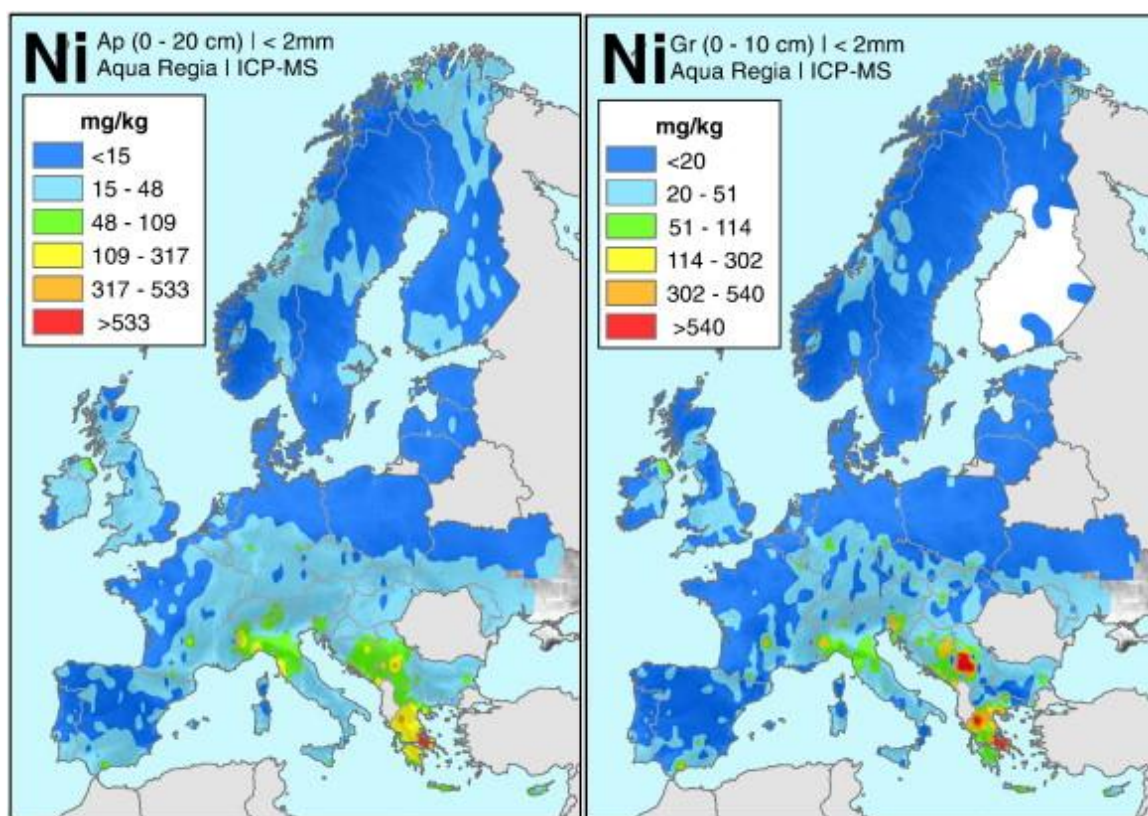 Ni Ap (0 - 20 cm) | < 2mm
Aqua Regia | ICP-MS
mg/kg
<15
15 - 48
48 - 109
109 - 317
317 - 533
>533
Ni Gr (0 - 10 cm) | < 2mm
Aqua Regia | ICP-MS
mg/kg
<20
20 - 51
51 - 114
114 - 302
302 - 540
>540